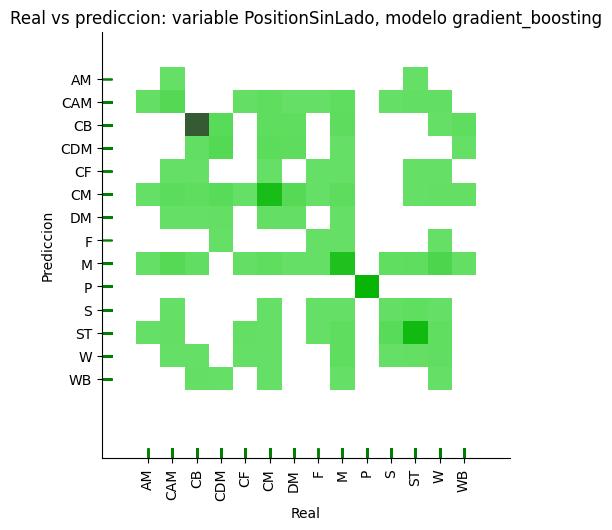 Real vs prediccion: variable PositionSinLado, modelo gradient_boosting
AM
CAM
CB
CDM
CF
CM
DM
F
M
P
S
ST
W
WB
Prediccion
AM
CAM
CB
CDM
CF
CM
DM
F
M
P
S
ST
W
WB
Real